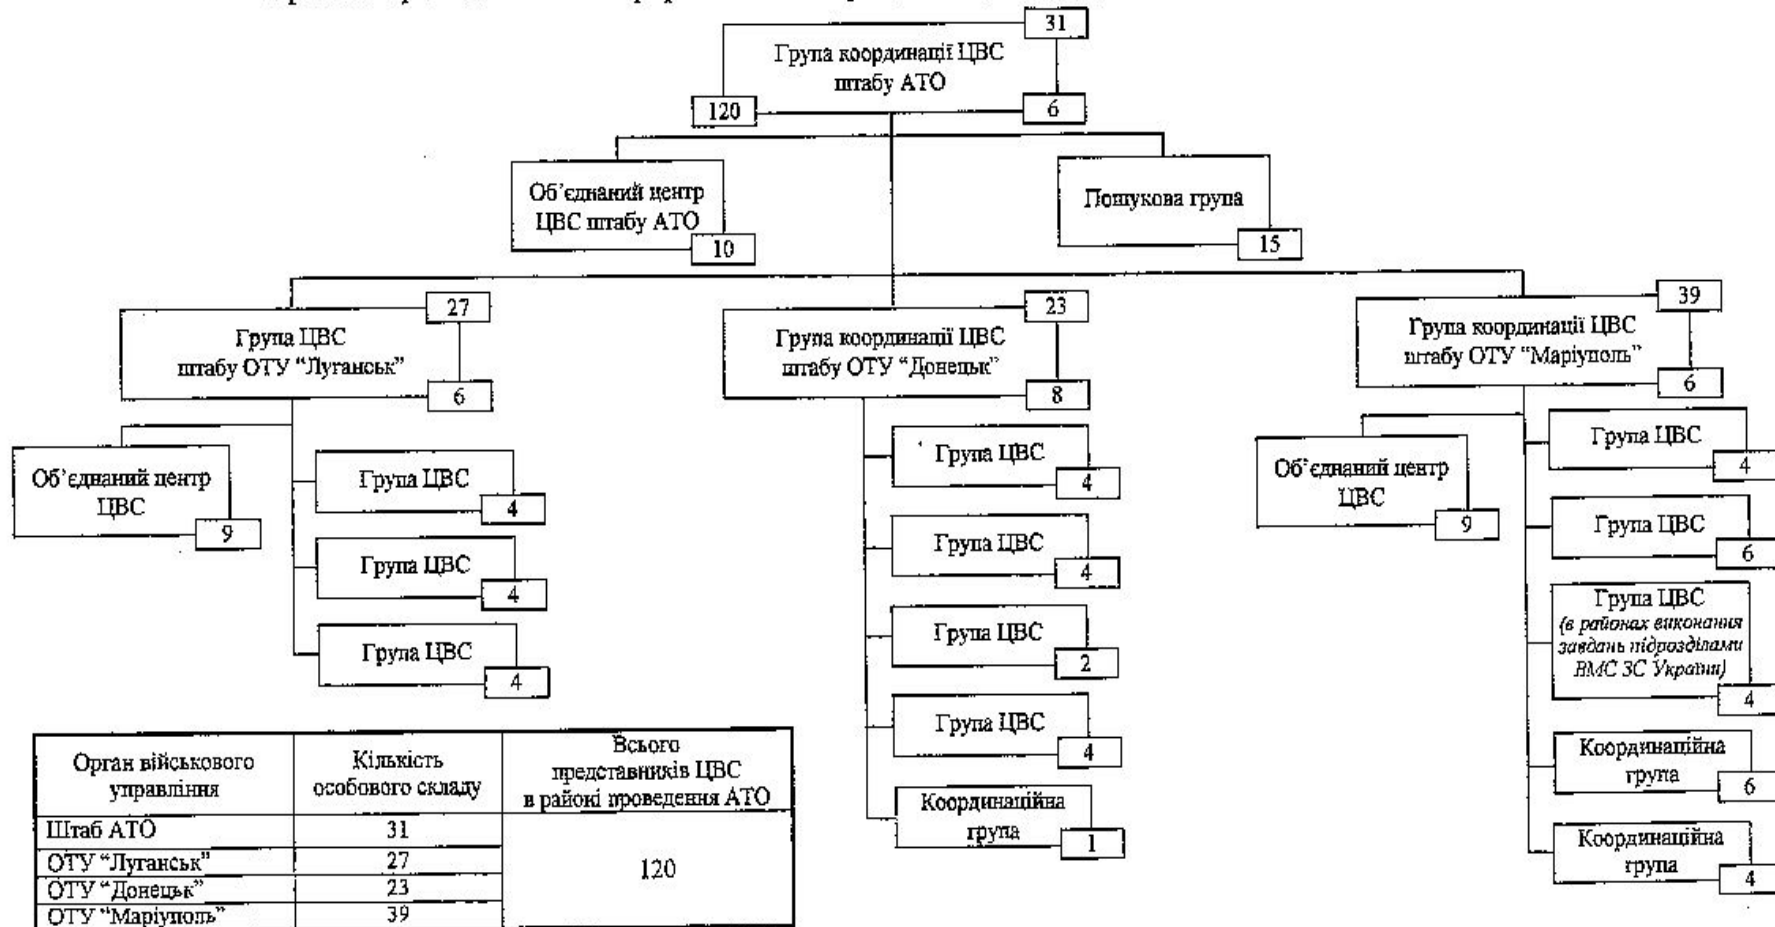 31
Група координації ЦВС
штабу АТО
120
6
Об’єднаний центр
ЦВС штабу АТО
10
Пошукова група
15
27
Група ЦВС
штабу ОТУ “Луганськ”
6
23
Група координації ЦВС
штабу ОТУ “Донецьк”
8
39
Група координації ЦВС
штабу ОТУ “Маріуполь”
6
Об’єднаний центр
ЦВС
9
Група ЦВС
4
Група ЦВС
4
Група ЦВС
4
Група ЦВС
4
Група ЦВС
4
Група ЦВС
2
Група ЦВС
4
Координаційна
група
1
Об’єднаний центр
ЦВС
9
Група ЦВС
4
Група ЦВС
6
Група ЦВС
(в районах виконання
завдань підрозділами
ВМС ЗС України)
4
Координаційна
група
6
Координаційна
група
4
Орган військового
управління
Кількість
особового складу
Всього
представників ЦВС
в районі проведення АТО
Штаб АТО 31
ОТУ “Луганськ” 27
ОТУ “Донецьк” 23
ОТУ “Маріуполь” 39
120